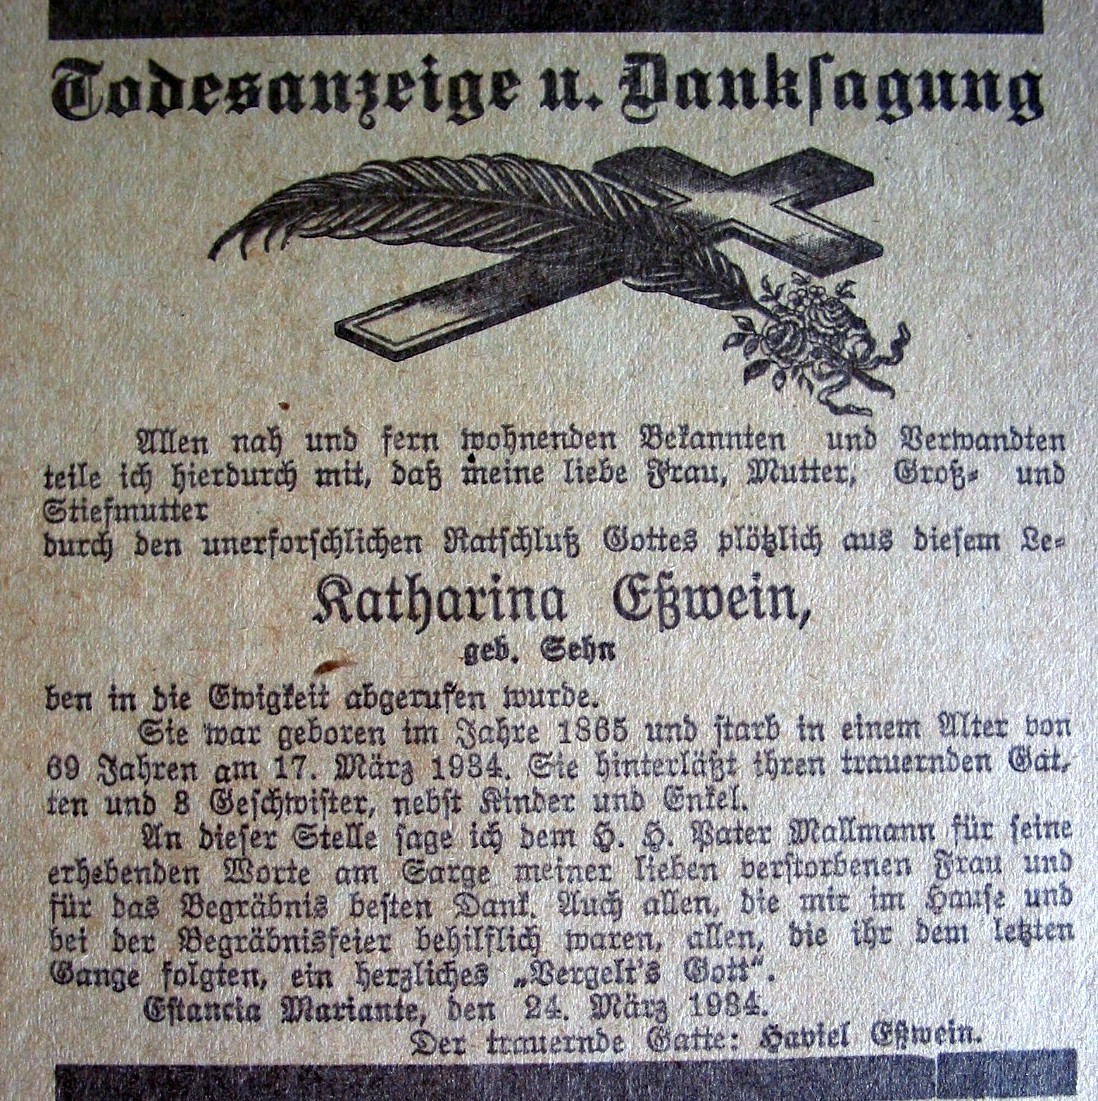 Todesanzeige u. Danksagung
Allen nah und fern wohnenden Bekannten und Verwandten
teile ich hierdurch mit, daß meine liebe Frau, Mutter, Groß- und
Stiefmutter
durch den unerforschlichen Ratschluß Gottes plötzlich aus diesem Le-
Katharina Eßwein,
geb. Sehn
ben in die Ewigkeit abgerufen wurde.
Sie war geboren im Jahre 1865 und starb in einem Alter von
69 Jahren am 17. März 1934. Sie hinterläßt ihren trauernden Gat-
ten und 8 Geschwister, nebst Kinder und Enkel.
An dieser Stelle sage ich dem H. H. Pater Mallmann für seine
erhebenden Worte am Sarge meiner lieben verstorbenen Frau und
für das Begräbnis besten Dank. Auch allen, die mir im Hause und
bei der Begräbnisfeier behilflich waren, allen, die ihr dem letzten
Gange folgten, ein herzliches „Vergelt's Gott“.
Estancia Mariante, den 24. März 1934.
Der trauernde Gatte: Haviel Eßwein.